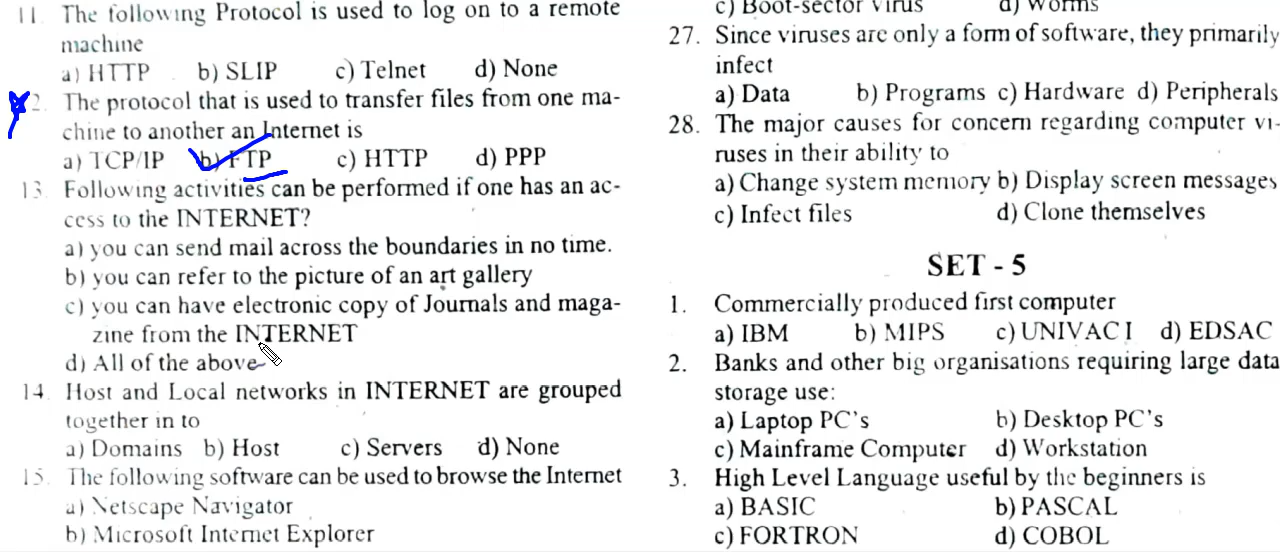 11. The following Protocol is used to log on to a remote
machine
a) HTTP b) SLIP c) Telnet d) None
2. The protocol that is used to transfer files from one ma-
chine to another an Internet is
a) TCP/IP b) FTP c) HTTP d) PPP
13. Following activities can be performed if one has an ac-
cess to the INTERNET?
a) you can send mail across the boundaries in no time.
b) you can refer to the picture of an art gallery
c) you can have electronic copy of Journals and maga-
zine from the INTERNET
d) All of the above
14. Host and Local networks in INTERNET are grouped
together in to
a) Domains b) Host c) Servers d) None
15. The following software can be used to browse the Internet
a) Netscape Navigator
b) Microsoft Internet Explorer
c) Boot-sector virus d) Worms
27. Since viruses are only a form of software, they primarily
infect
a) Data b) Programs c) Hardware d) Peripherals
28. The major causes for concern regarding computer vi-
ruses in their ability to
a) Change system memory b) Display screen messages
c) Infect files d) Clone themselves
SET - 5
1. Commercially produced first computer
a) IBM b) MIPS c) UNIVAC I d) EDSAC
2. Banks and other big organisations requiring large data
storage use:
a) Laptop PC's b) Desktop PC's
c) Mainframe Computer d) Workstation
3. High Level Language useful by the beginners is
a) BASIC b) PASCAL
c) FORTRON d) COBOL